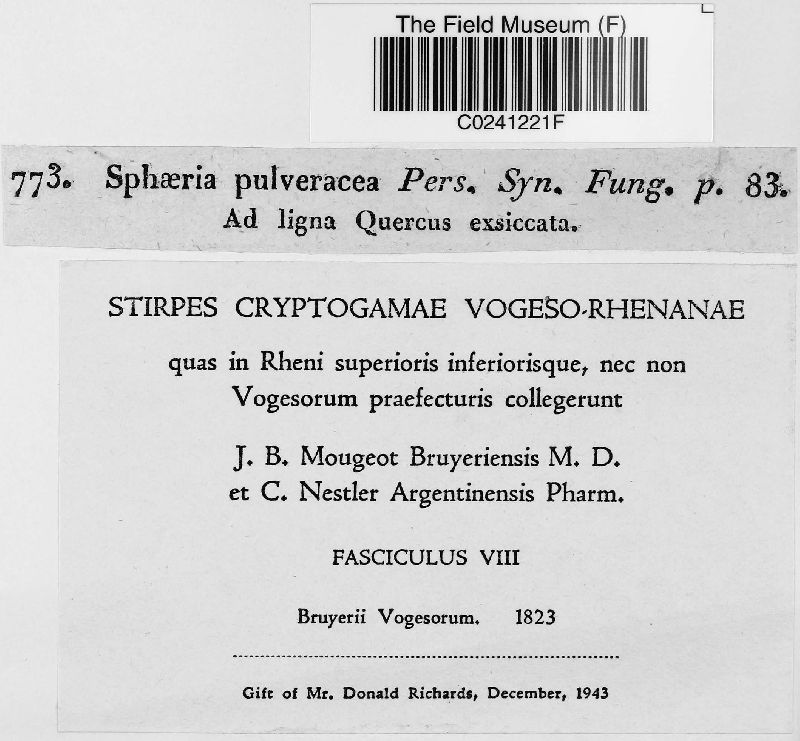 The Field Museum (F)
C0241221F
773. Sphæria pulveracea Pers. Syn. Fung. p. 83.
Ad ligna Quercus exsiccata.
STIRPES CRYPTOGAMAE VOGESO-RHENANAE
quas in Rheni superioris inferiorisque, nec non
Vogesorum praefecturis collegerunt
J. B. Mougeot Bruyeriensis M. D.
et C. Nestler Argentinensis Pharm.
FASCICULUS VIII
Bruyerii Vogesorum. 1823
Gift of Mr. Donald Richards, December, 1943